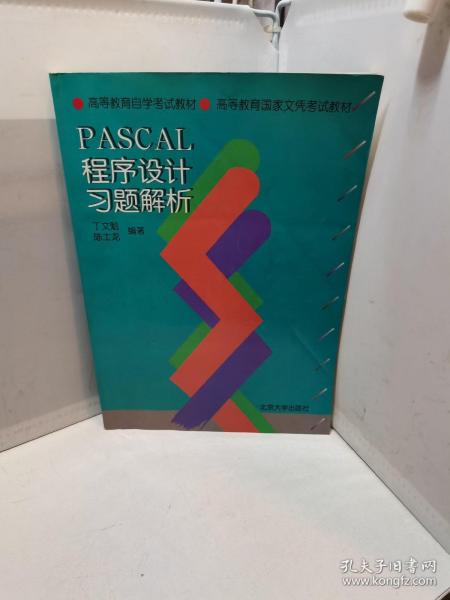 高等教育自学考试教材 高等教育国家文凭考试教材
PASCAL
程序设计
习题解析
丁文魁
陈士龙
编著
北京大学出版社
孔夫子旧书网
www.kongfz.com